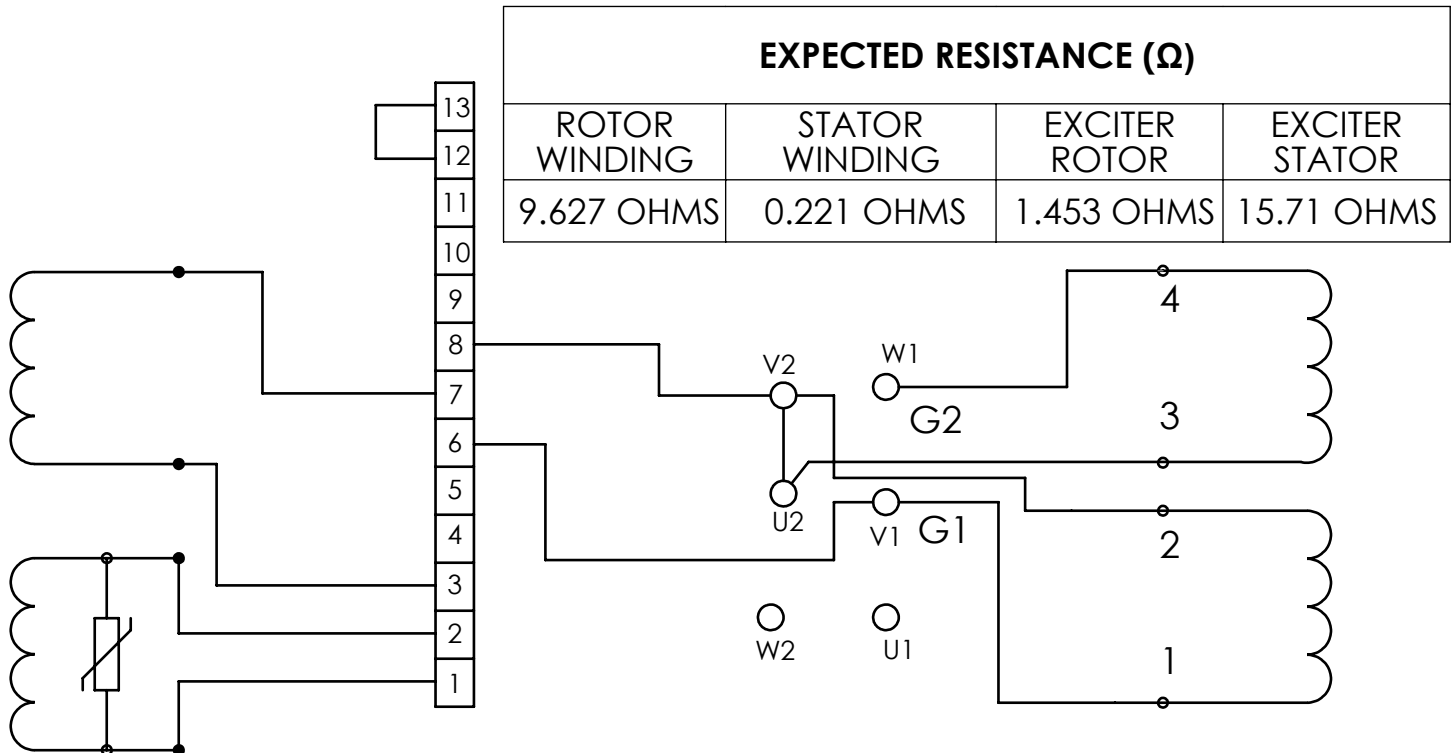 EXPECTED RESISTANCE (Ω)
ROTOR WINDING
STATOR WINDING
EXCITER ROTOR
EXCITER STATOR
9.627 OHMS
0.221 OHMS
1.453 OHMS
15.71 OHMS
13
12
11
10
9
8
7
6
5
4
3
2
1
V2
W1
G2
U2
V1
G1
W2
U1
4
3
2
1